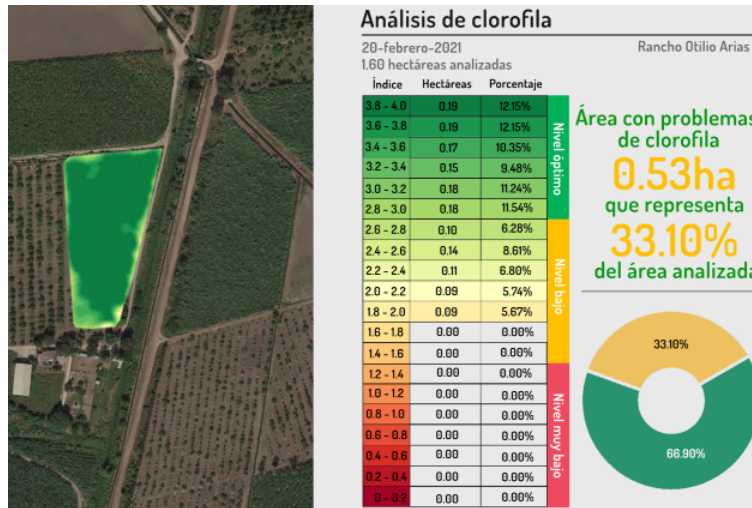 Análisis de clorofila
20-febrero-2021
Rancho Otilio Arias
1.60 hectáreas analizadas
Índice Hectáreas Porcentaje
3.8 - 4.0 0.19 12.15%
3.6 - 3.8 0.19 12.15%
3.4 - 3.6 0.17 10.35%
3.2 - 3.4 0.15 9.48%
3.0 - 3.2 0.18 11.24%
2.8 - 3.0 0.18 11.54%
2.6 - 2.8 0.10 6.28%
2.4 - 2.6 0.14 8.61%
2.2 - 2.4 0.11 6.80%
2.0 - 2.2 0.09 5.74%
1.8 - 2.0 0.09 5.67%
1.6 - 1.8 0.00 0.00%
1.4 - 1.6 0.00 0.00%
1.2 - 1.4 0.00 0.00%
1.0 - 1.2 0.00 0.00%
0.8 - 1.0 0.00 0.00%
0.6 - 0.8 0.00 0.00%
0.4 - 0.6 0.00 0.00%
0.2 - 0.4 0.00 0.00%
0 - 0.2 0.00 0.00%
Nivel óptimo
Nivel bajo
Nivel muy bajo
Área con problemas
de clorofila
0.53ha
que representa
33.10%
del área analizada
33.10%
66.90%